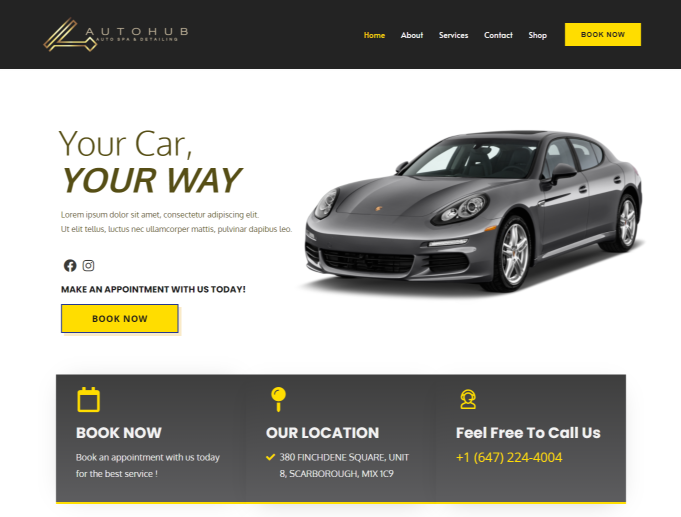 AUTOHUB
AUTO SPA & DETAILING
Home About Services Contact Shop BOOK NOW
Your Car,
YOUR WAY
Lorem ipsum dolor sit amet, consectetur adipiscing elit.
Ut elit tellus, luctus nec ullamcorper mattis, pulvinar dapibus leo.
MAKE AN APPOINTMENT WITH US TODAY!
BOOK NOW
BOOK NOW
Book an appointment with us today
for the best service !
OUR LOCATION
380 FINCHDENE SQUARE, UNIT
8, SCARBOROUGH, M1X 1C9
Feel Free To Call Us
+1 (647) 224-4004